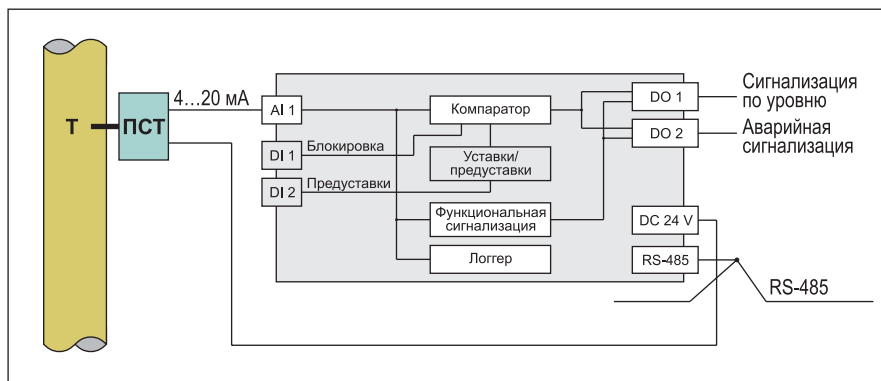 Т
ПСТ
4...20 мА
AI 1
DI 1
DI 2
Блокировка
Предуставки
Компаратор
Уставки/
предуставки
Функциональная
сигнализация
Логгер
DO 1
DO 2
DC 24 V
RS-485
Сигнализация
по уровню
Аварийная
сигнализация
RS-485